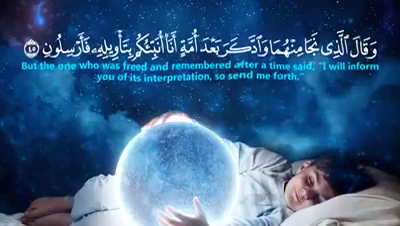 وَقَالَ ٱلَّذِى نَجَا مِنْهُمَا وَٱدَّكَرَ بَعْدَ أُمَّةٍ أَنَا۠ أُنَبِّئُكُم بِتَأْوِيلِهِۦ فَأَرْسِلُونِ ﴿٤٥﴾
But the one who was freed and remembered after a time said, "I will inform
you of its interpretation, so send me forth."